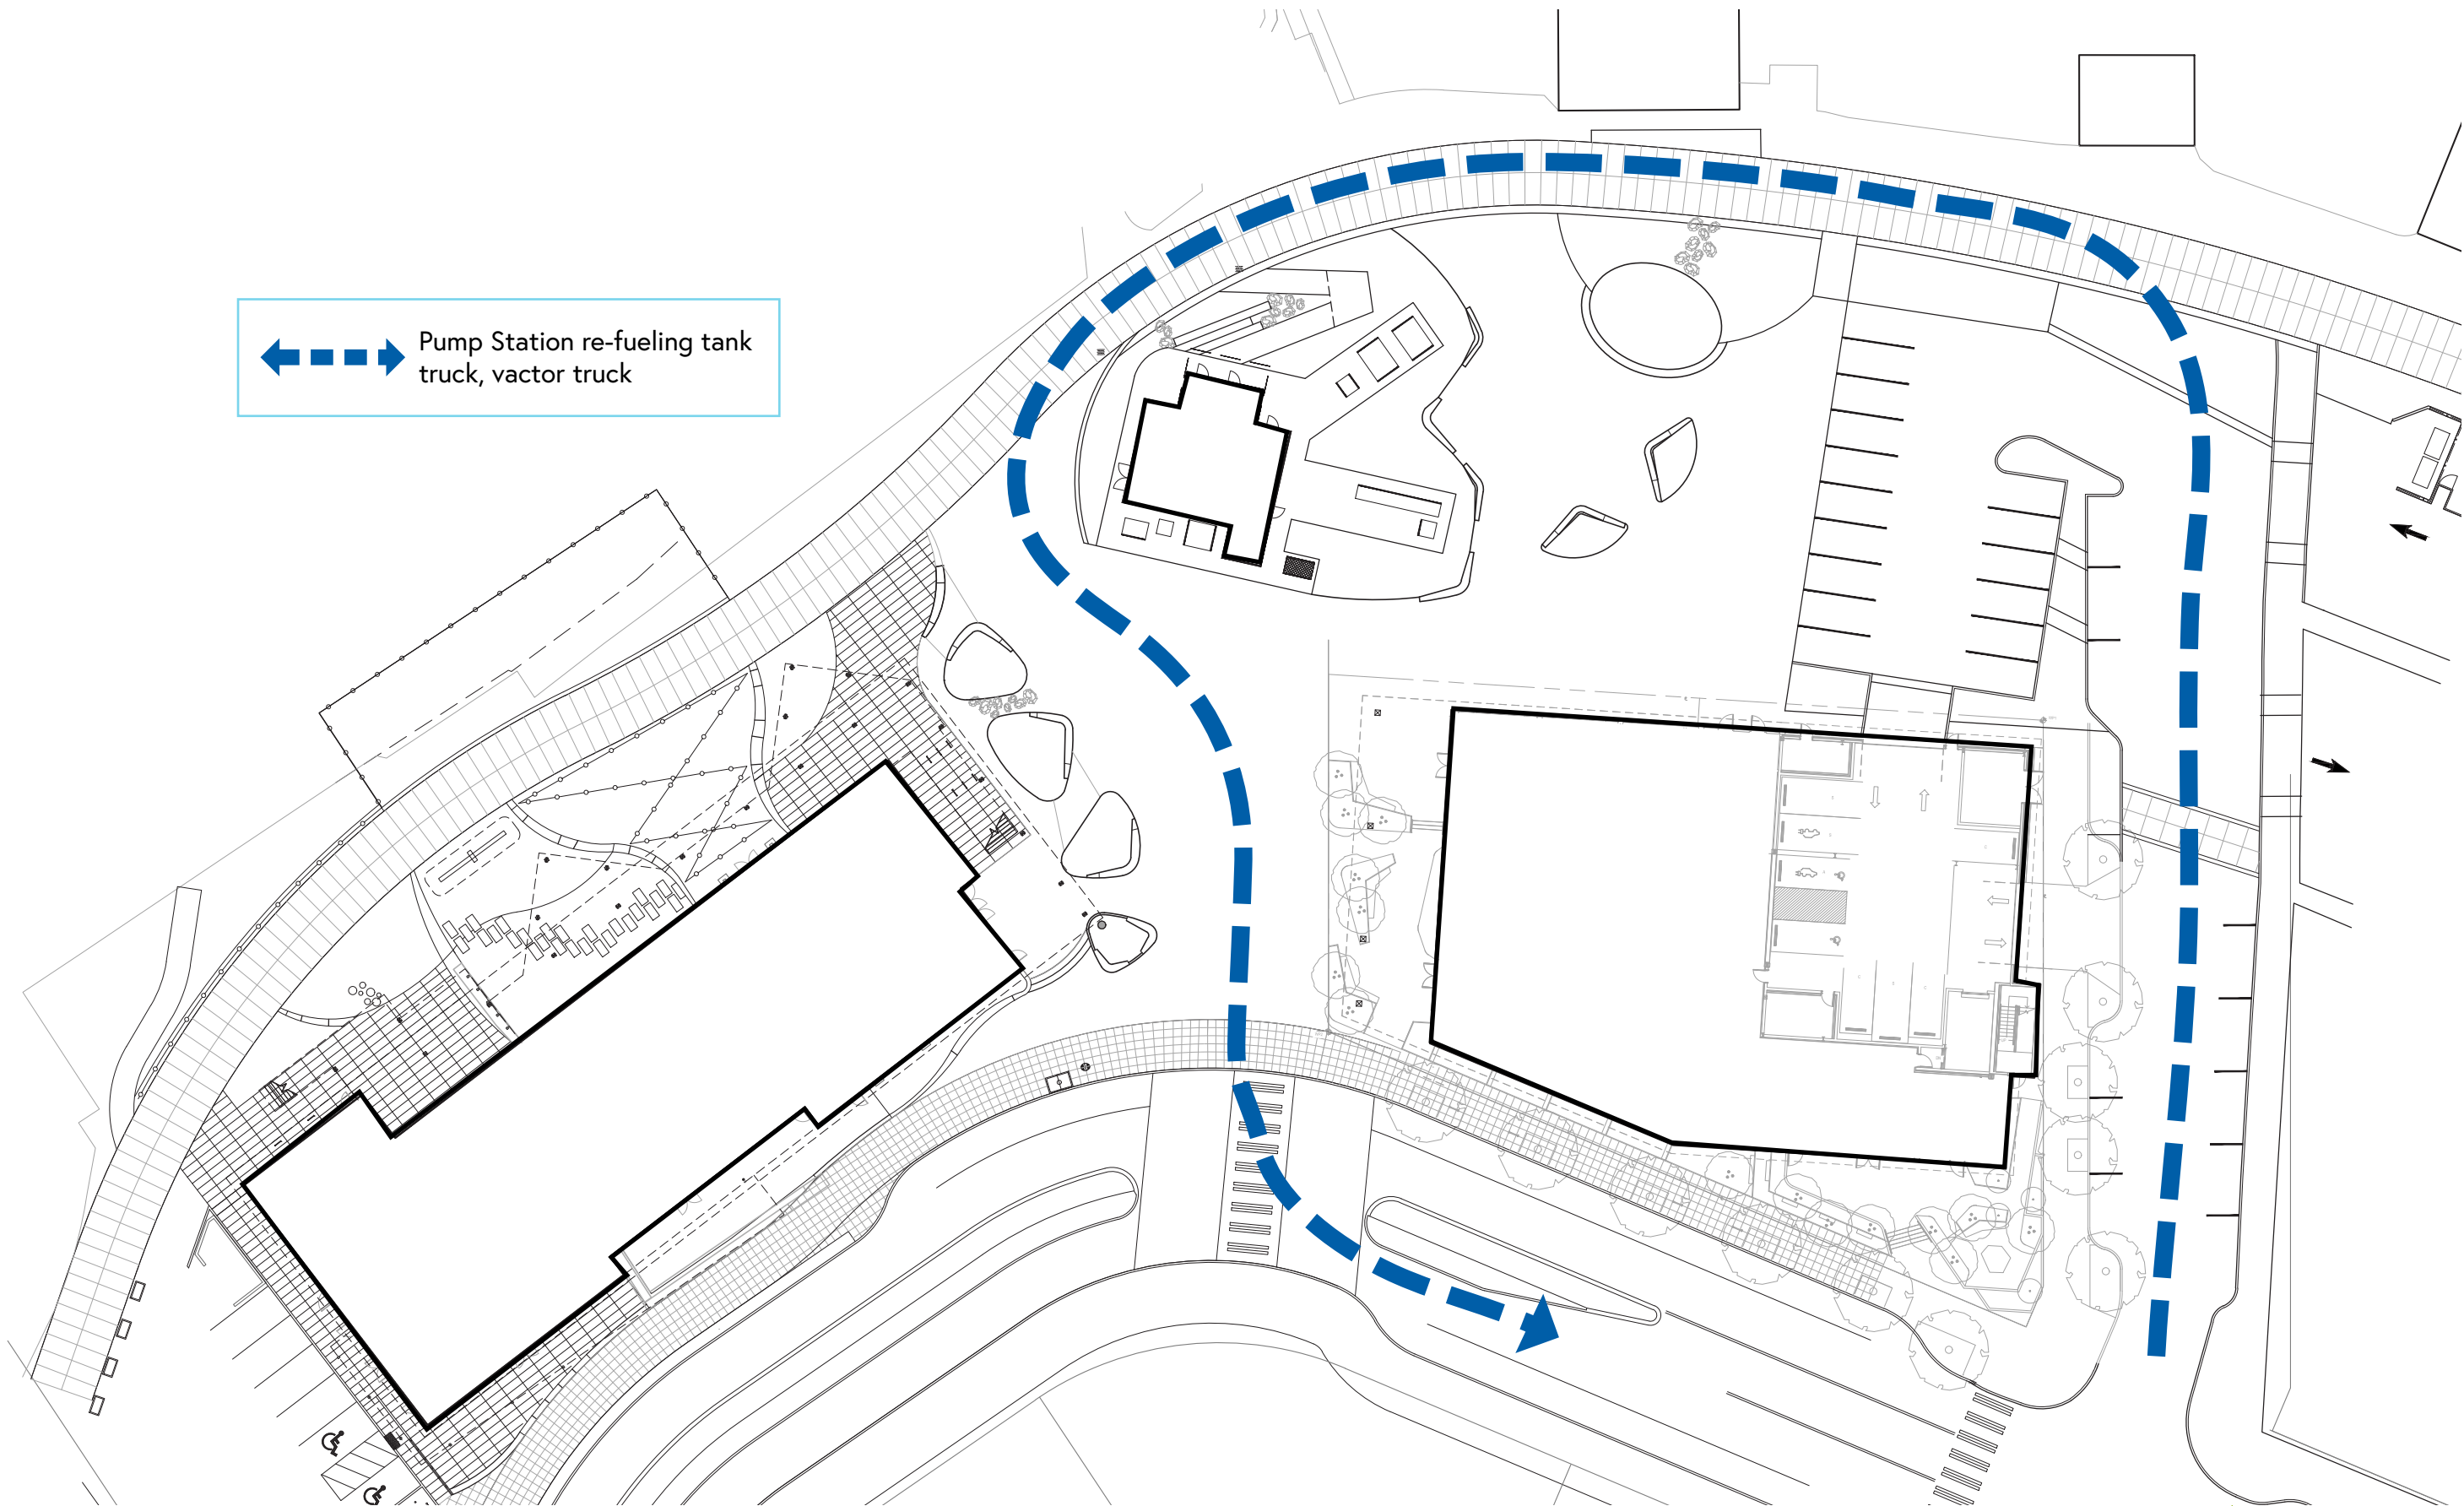 Pump Station re-fueling tank
truck, vactor truck